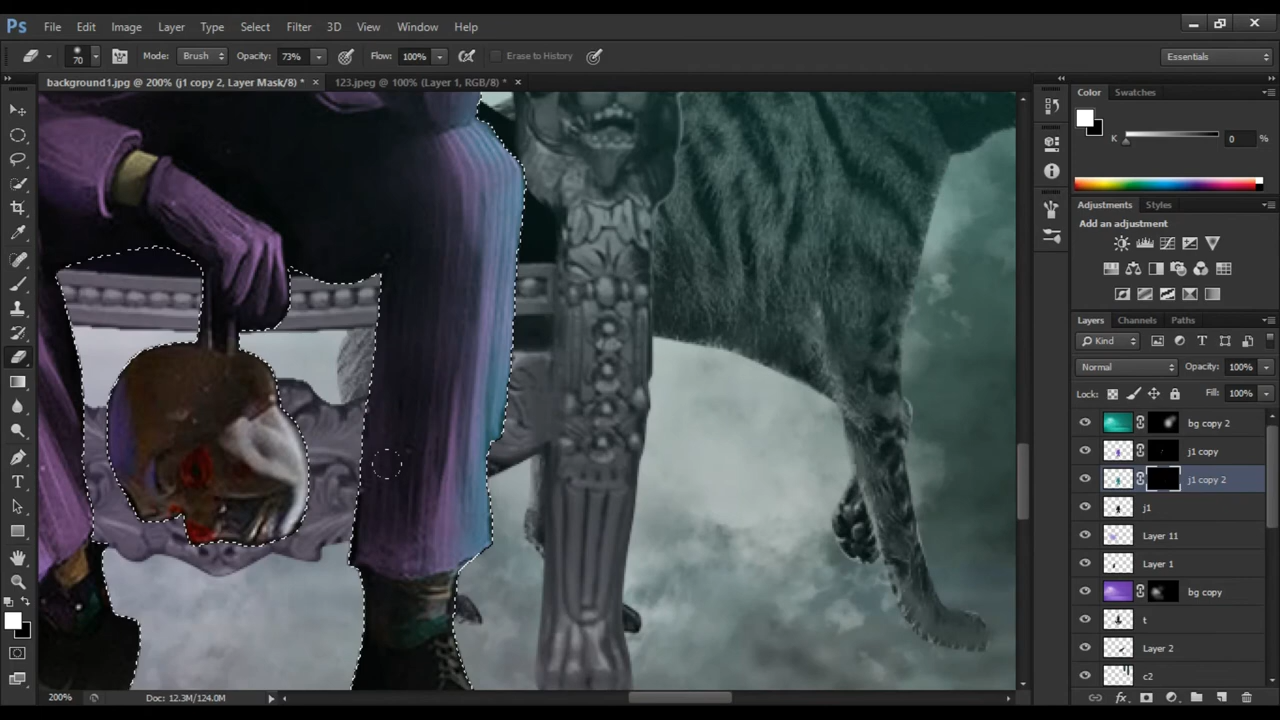 Ps File Edit Image Layer Type Select Filter 3D View Window Help
70 Mode: Brush Opacity: 73% Flow: 100% Erase to History Essentials
background1.jpg @ 200% (j1 copy 2, Layer Mask/8) * × 123.jpeg @ 100% (Layer 1, RGB/8) * ×
Color Swatches
K 0 %
Adjustments Styles
Add an adjustment
Layers Channels Paths
Kind
Normal Opacity: 100%
Lock: Fill: 100%
bg copy 2
j1 copy
j1 copy 2
j1
Layer 11
Layer 1
bg copy
t
Layer 2
c2
200% Doc: 12.3M/124.0M